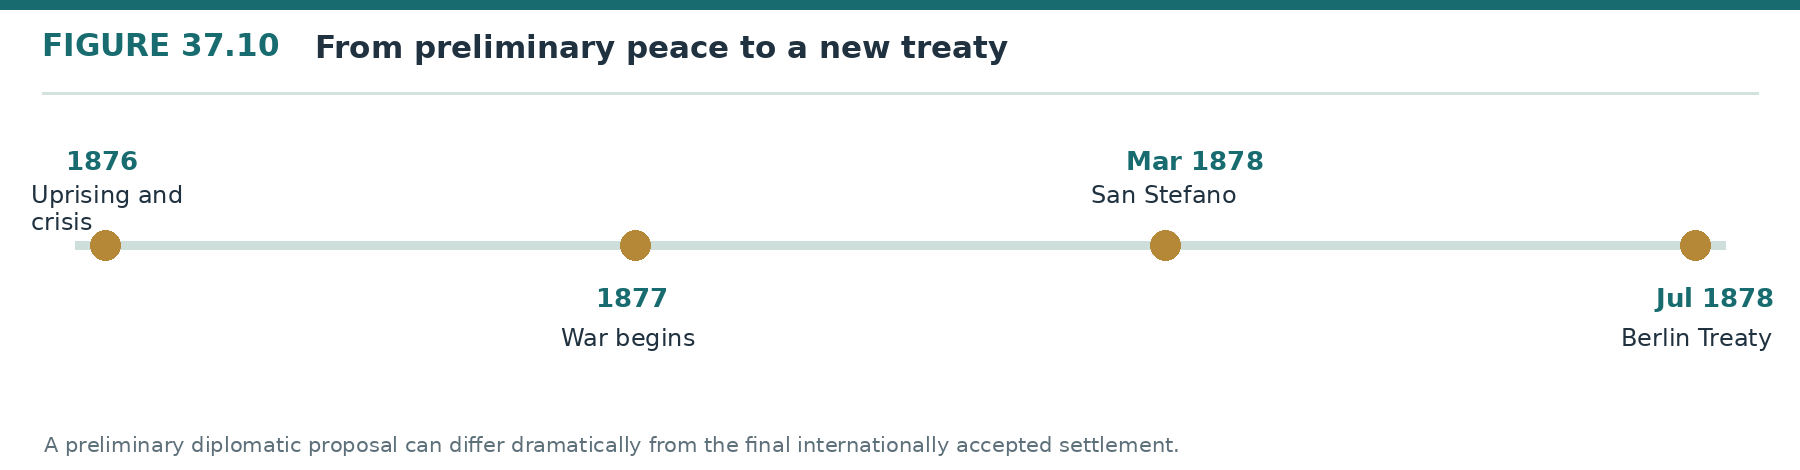 FIGURE 37.10 From preliminary peace to a new treaty
1876
Uprising and
crisis
1877
War begins
Mar 1878
San Stefano
Jul 1878
Berlin Treaty
A preliminary diplomatic proposal can differ dramatically from the final internationally accepted settlement.